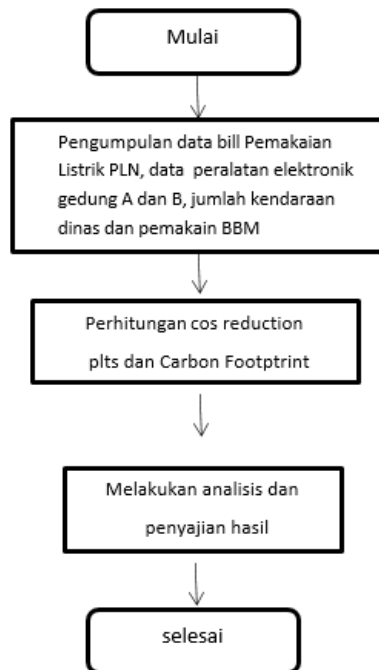 Mulai
Pengumpulan data bill Pemakaian
Listrik PLN, data peralatan elektronik
gedung A dan B, jumlah kendaraan
dinas dan pemakain BBM
Perhitungan cos reduction
plts dan Carbon Footptrint
Melakukan analisis dan
penyajian hasil
selesai